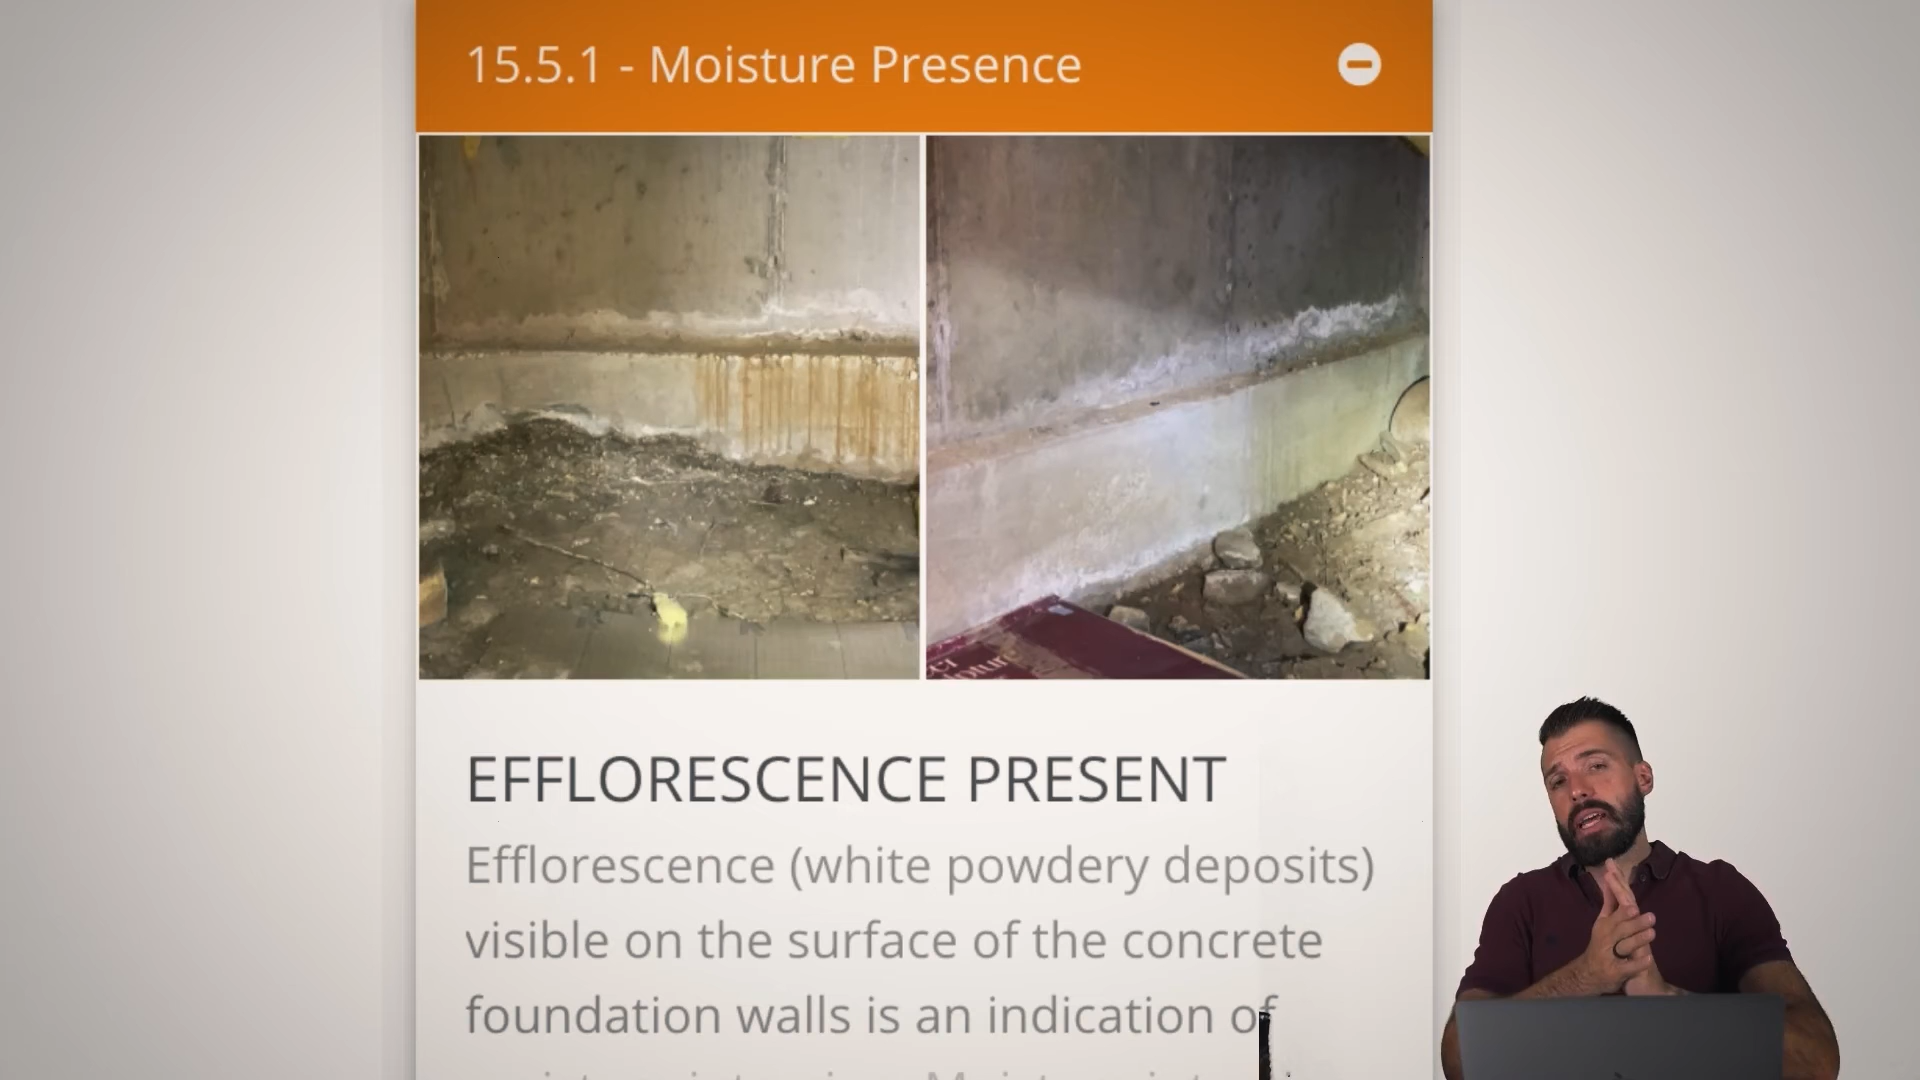 15.5.1 - Moisture Presence
EFFLORESCENCE PRESENT
Efflorescence (white powdery deposits)
visible on the surface of the concrete
foundation walls is an indication of